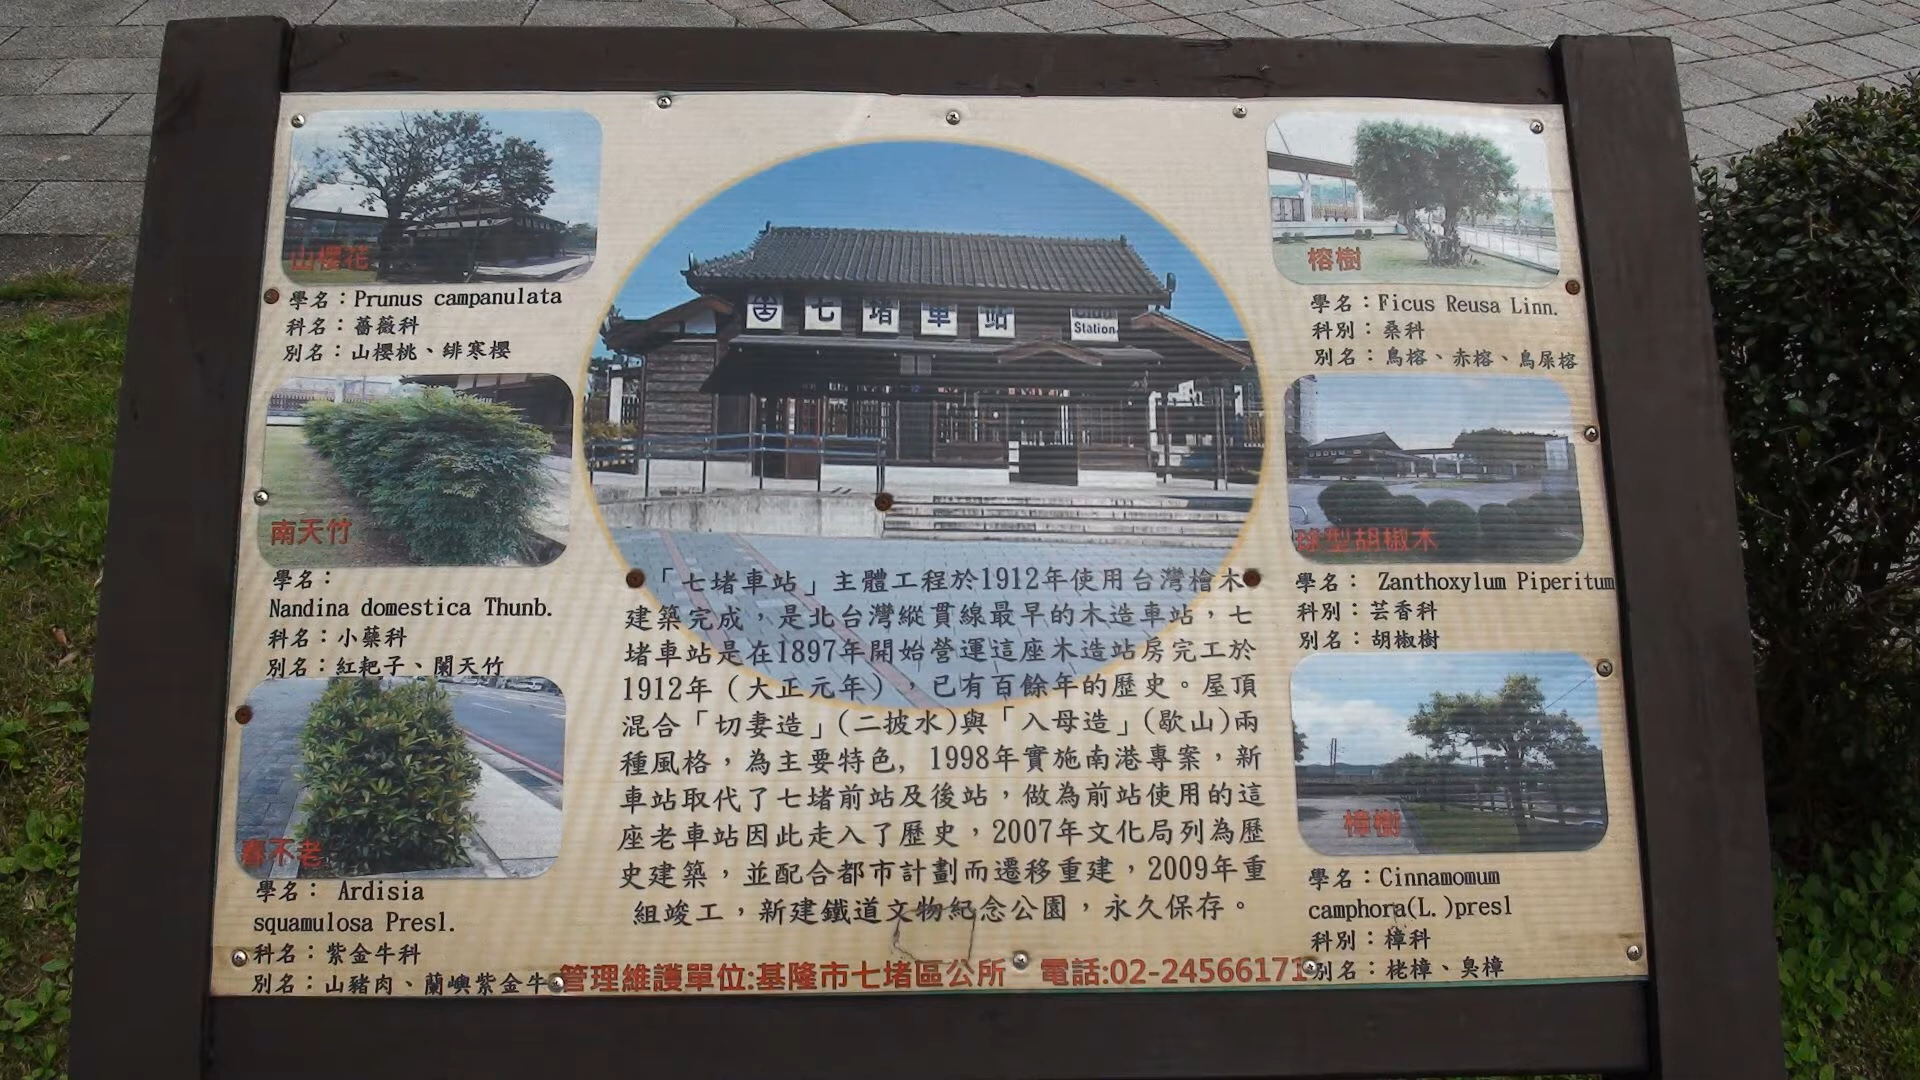 山櫻花
學名：Prunus campanulata
科名：薔薇科
別名：山櫻桃、緋寒櫻
南天竹
學名：
Nandina domestica Thunb.
科名：小蘗科
別名：紅耙子、闌天竹
春不老
學名： Ardisia
squamulosa Presl.
科名：紫金牛科
別名：山豬肉、蘭嶼紫金牛
七堵車站
Station
「七堵車站」主體工程於1912年使用台灣檜木
建築完成，是北台灣縱貫線最早的木造車站，七
堵車站是在1897年開始營運這座木造站房完工於
1912年（大正元年），已有百餘年的歷史。屋頂
混合「切妻造」(二披水)與「入母造」(歇山)兩
種風格，為主要特色, 1998年實施南港專案，新
車站取代了七堵前站及後站，做為前站使用的這
座老車站因此走入了歷史，2007年文化局列為歷
史建築，並配合都市計劃而遷移重建，2009年重
組竣工，新建鐵道文物紀念公園，永久保存。
管理維護單位:基隆市七堵區公所 電話:02-24566171
榕樹
學名：Ficus Reusa Linn.
科別：桑科
別名：鳥榕、赤榕、鳥屎榕
球型胡椒木
學名： Zanthoxylum Piperitum
科別：芸香科
別名：胡椒樹
樟樹
學名：Cinnamomum
camphora(L.)presl
科別：樟科
別名：栳樟、臭樟